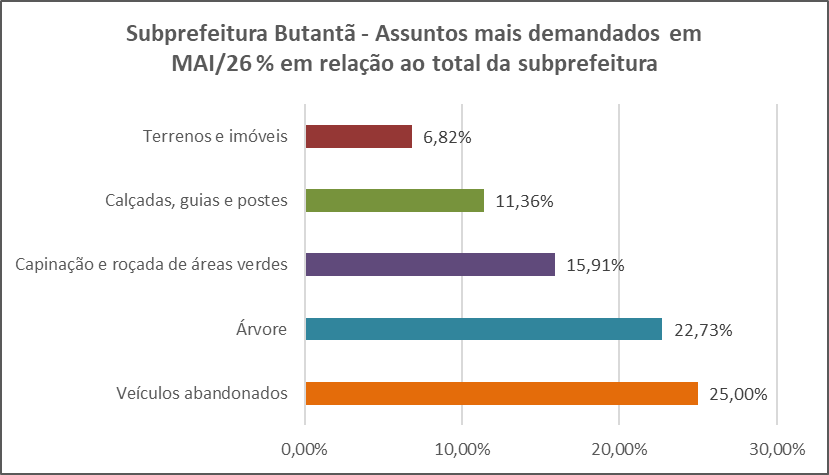 Subprefeitura Butantã - Assuntos mais demandados em
MAI/26 % em relação ao total da subprefeitura
Terrenos e imóveis
6,82%
Calçadas, guias e postes
11,36%
Capinação e roçada de áreas verdes
15,91%
Árvore
22,73%
Veículos abandonados
25,00%
0,00%
10,00%
20,00%
30,00%